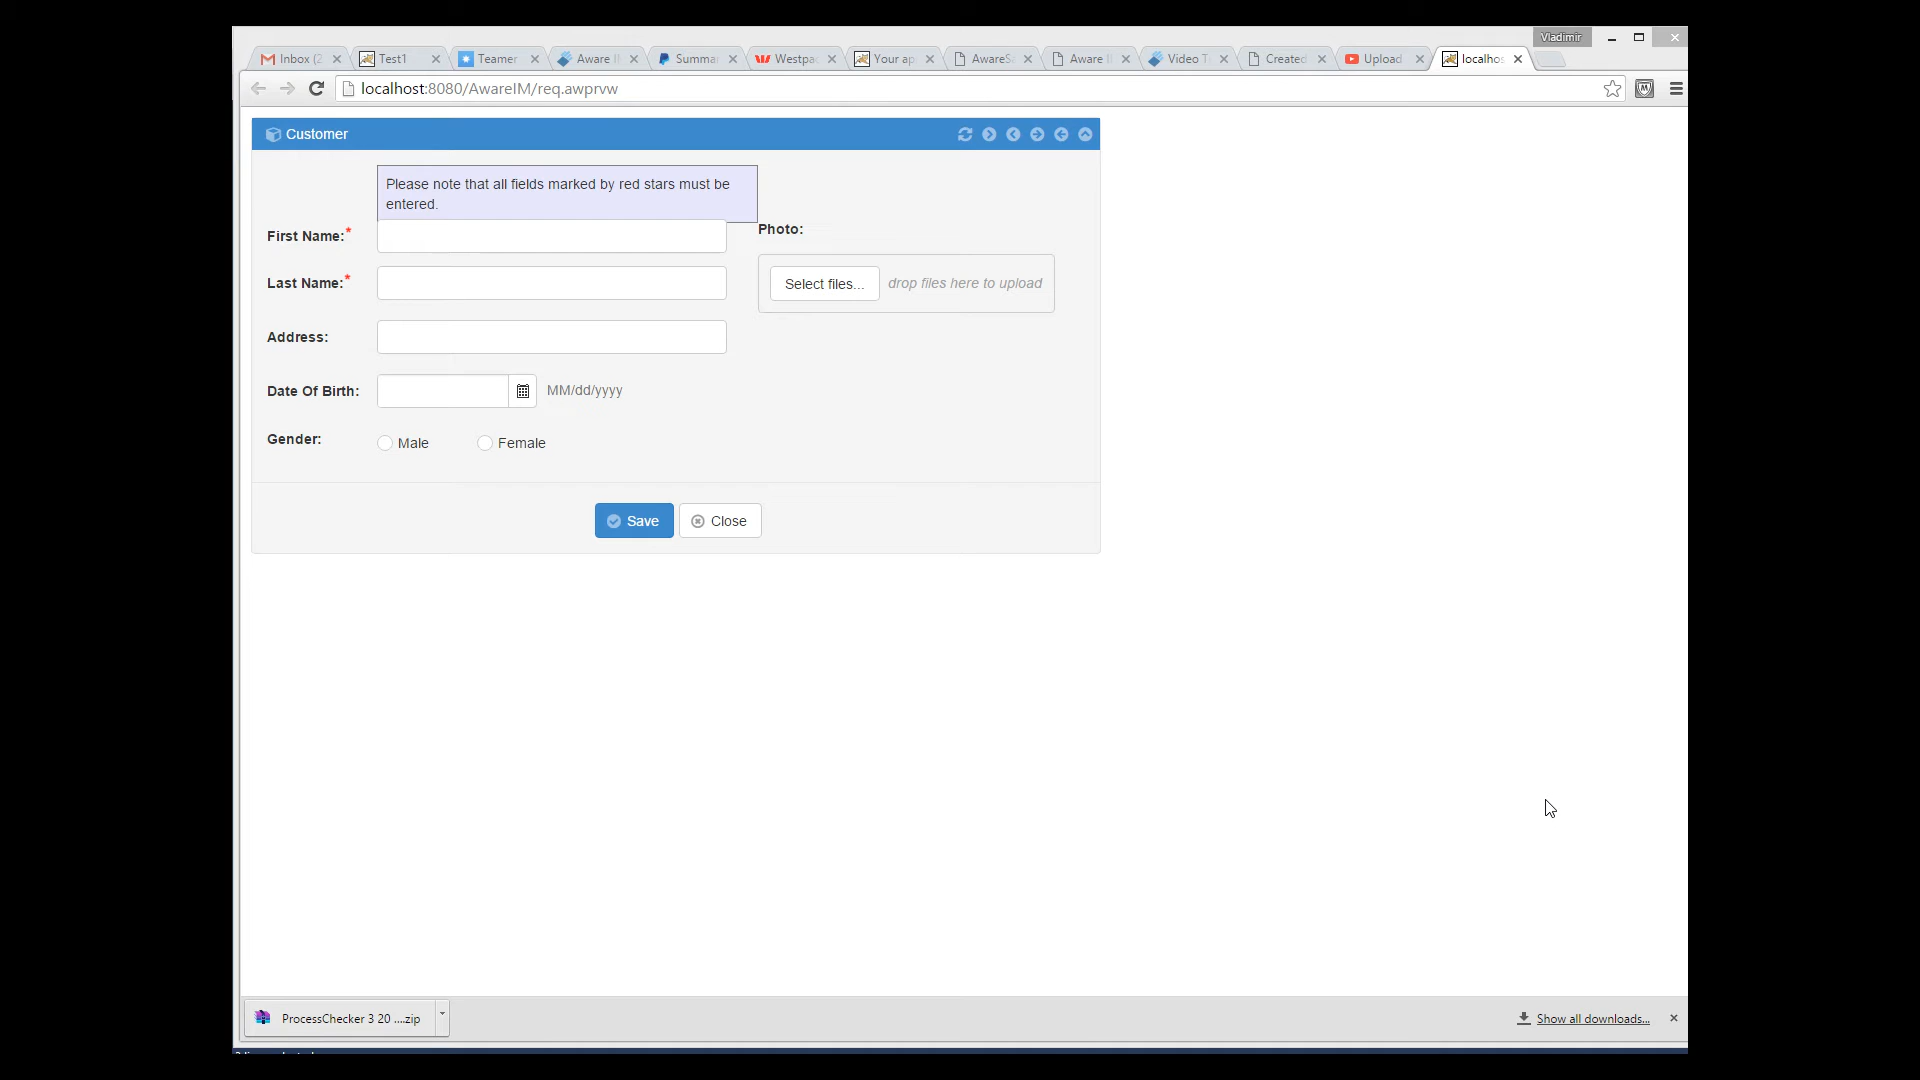 Vladimir
Inbox (2
Test1
Teamer
Aware I
Summa
Westpa
Your ap
AwareS
Aware I
Video T
Created
Upload
localhos
localhost:8080/AwareIM/req.awprvw
Customer
Please note that all fields marked by red stars must be
entered.
First Name:*
Photo:
Last Name:*
Select files...
drop files here to upload
Address:
Date Of Birth:
MM/dd/yyyy
Gender:
Male
Female
Save
Close
ProcessChecker 3 20 ....zip
Show all downloads...